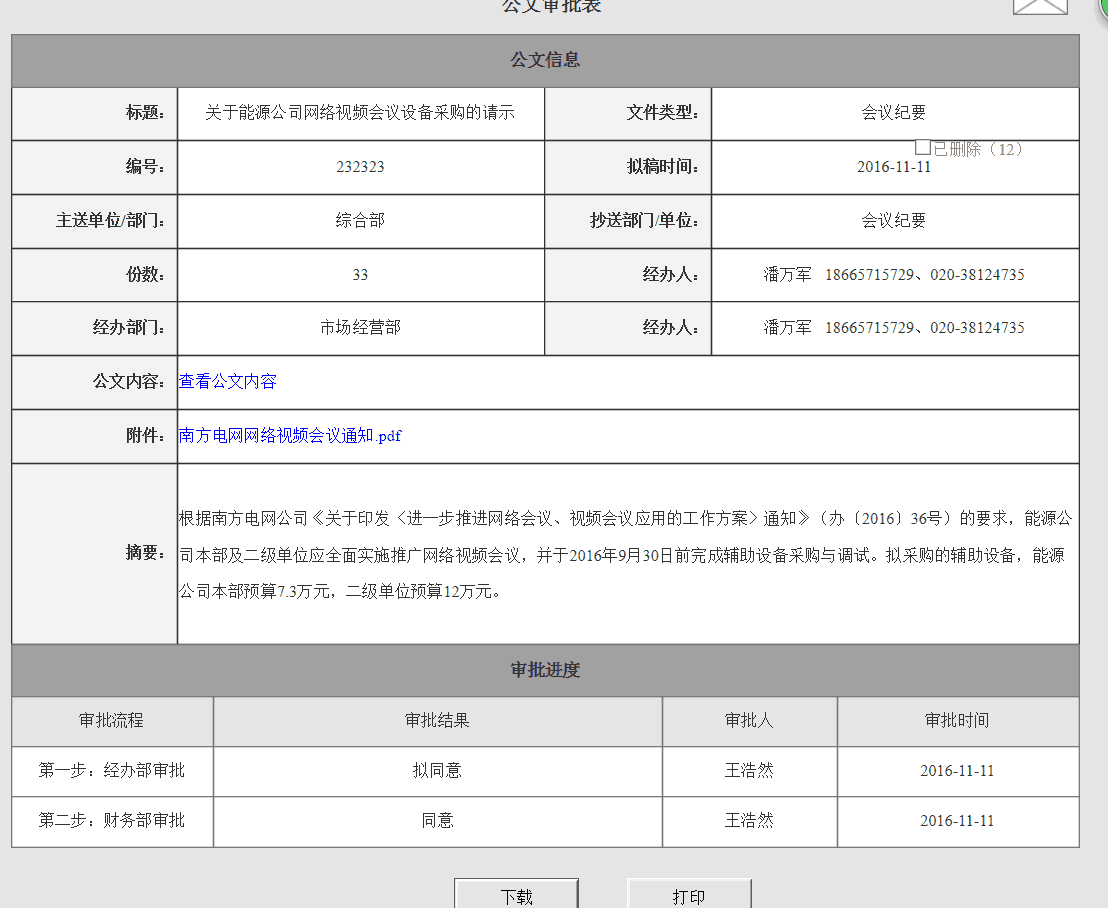 公文审批表
公文信息
标题： 关于能源公司网络视频会议设备采购的请示 文件类型： 会议纪要
已删除（12）
编号： 232323 拟稿时间： 2016-11-11
主送单位/部门： 综合部 抄送部门/单位： 会议纪要
份数： 33 经办人： 潘万军 18665715729、020-38124735
经办部门： 市场经营部 经办人： 潘万军 18665715729、020-38124735
公文内容： 查看公文内容
附件： 南方电网网络视频会议通知.pdf
摘要：
根据南方电网公司《关于印发〈进一步推进网络会议、视频会议应用的工作方案〉通知》（办〔2016〕36号）的要求，能源公
司本部及二级单位应全面实施推广网络视频会议，并于2016年9月30日前完成辅助设备采购与调试。拟采购的辅助设备，能源
公司本部预算7.3万元，二级单位预算12万元。
审批进度
审批流程 审批结果 审批人 审批时间
第一步：经办部审批 拟同意 王浩然 2016-11-11
第二步：财务部审批 同意 王浩然 2016-11-11
下载 打印